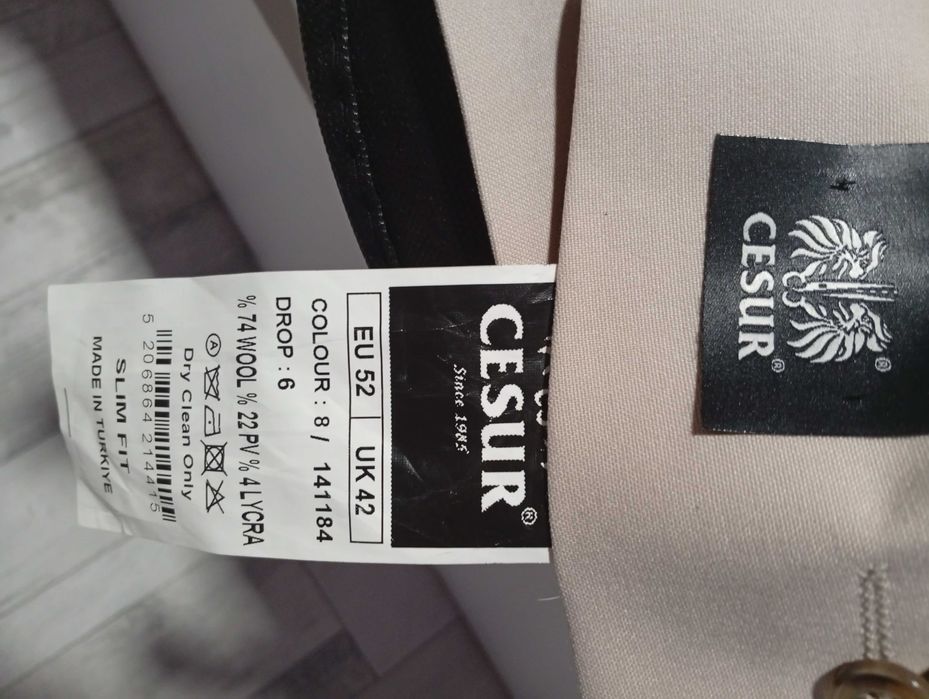 CESUR®
Since 1985
EU 52 UK 42
COLOUR : 8 / 141184
DROP : 6
% 74 WOOL % 22 PV % 4 LYCRA
A
Dry Clean Only
5 206864 214415
SLIM FIT
MADE IN TURKIYE
®
CESUR®